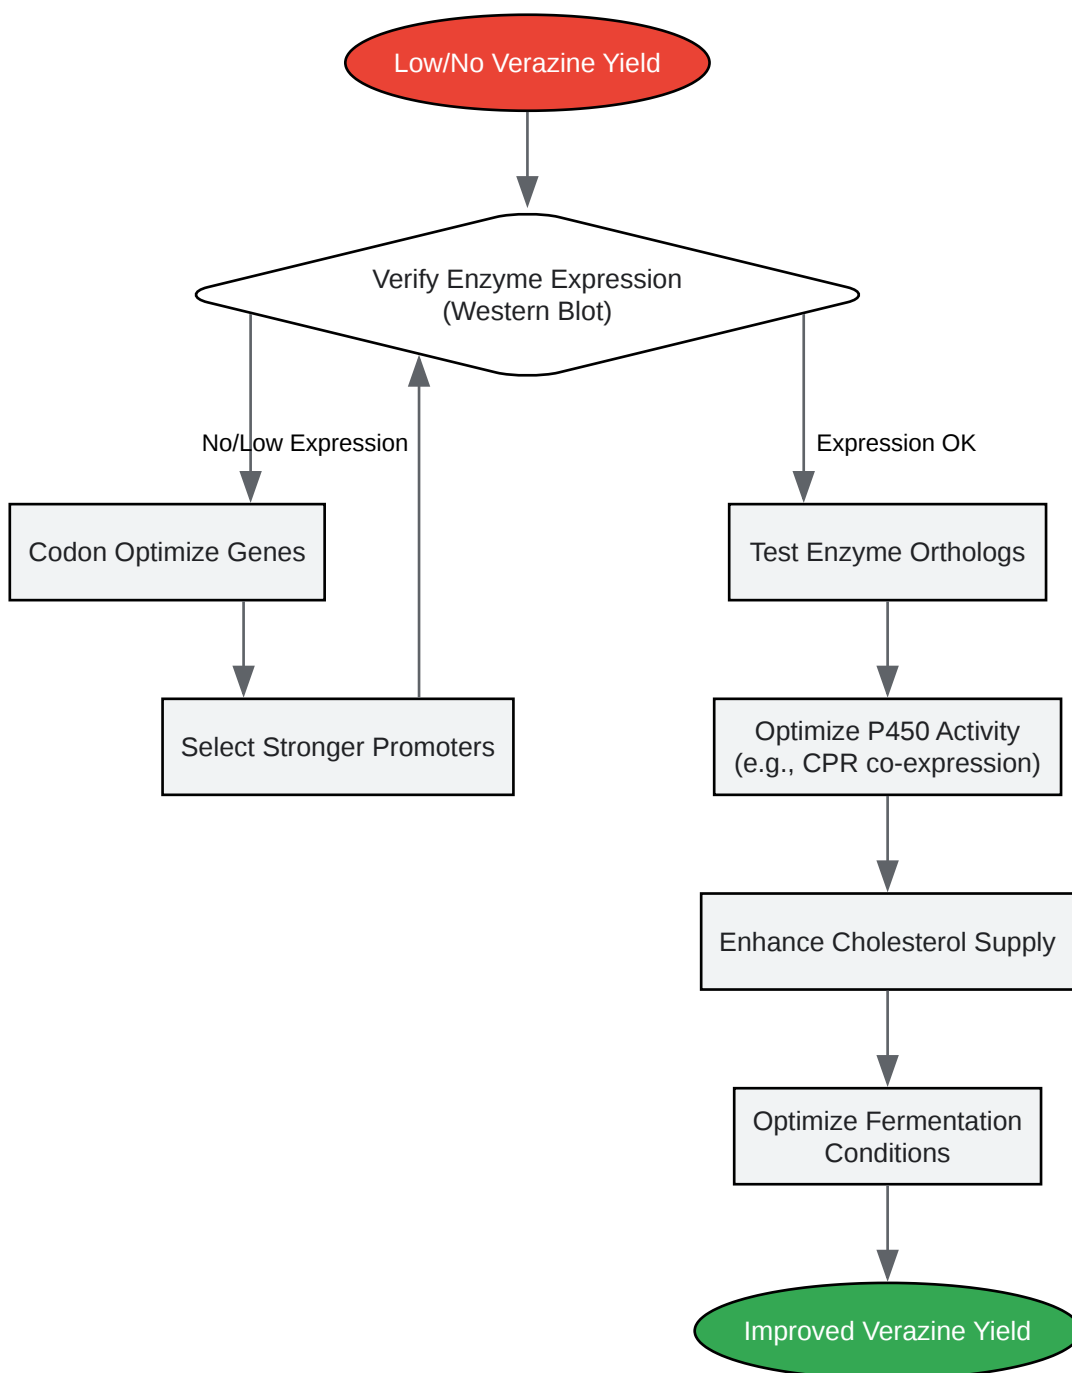 Low/No Verazine Yield
Verify Enzyme Expression
(Western Blot)
No/Low Expression
Expression OK
Codon Optimize Genes
Test Enzyme Orthologs
Select Stronger Promoters
Optimize P450 Activity
(e.g., CPR co-expression)
Enhance Cholesterol Supply
Optimize Fermentation
Conditions
Improved Verazine Yield